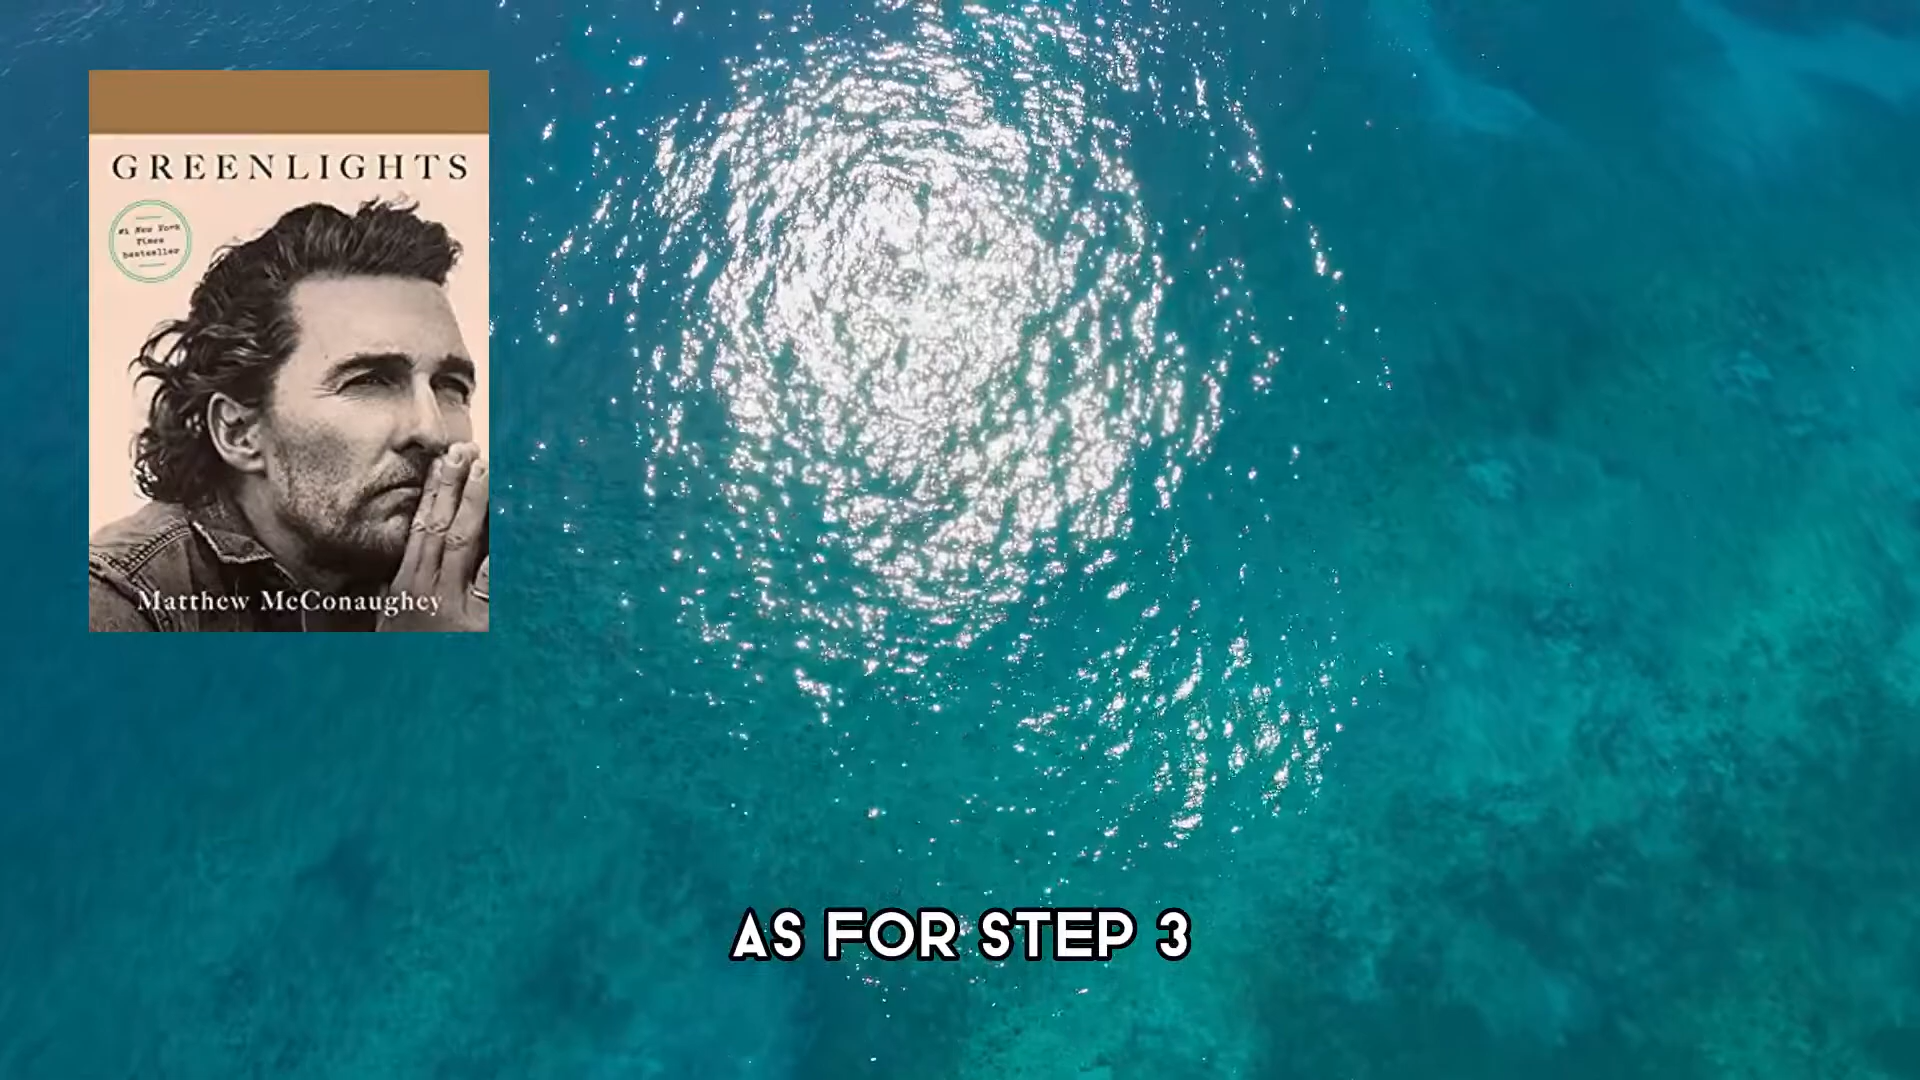 GREENLIGHTS
#1 New York
Times
bestseller
Matthew McConaughey
AS FOR STEP 3